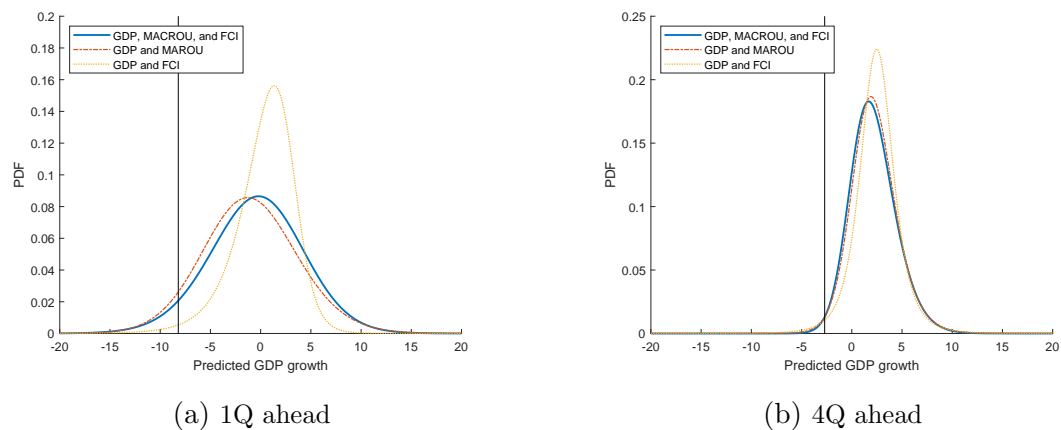 0.2
0.18
0.16
0.14
0.12
0.1
0.08
0.06
0.04
0.02
0
PDF
GDP, MACROU, and FCI
GDP and MAROU
GDP and FCI
-20 -15 -10 -5 0 5 10 15 20
Predicted GDP growth
(a) 1Q ahead
0.25
0.2
0.15
0.1
0.05
0
PDF
GDP, MACROU, and FCI
GDP and MAROU
GDP and FCI
-20 -15 -10 -5 0 5 10 15 20
Predicted GDP growth
(b) 4Q ahead